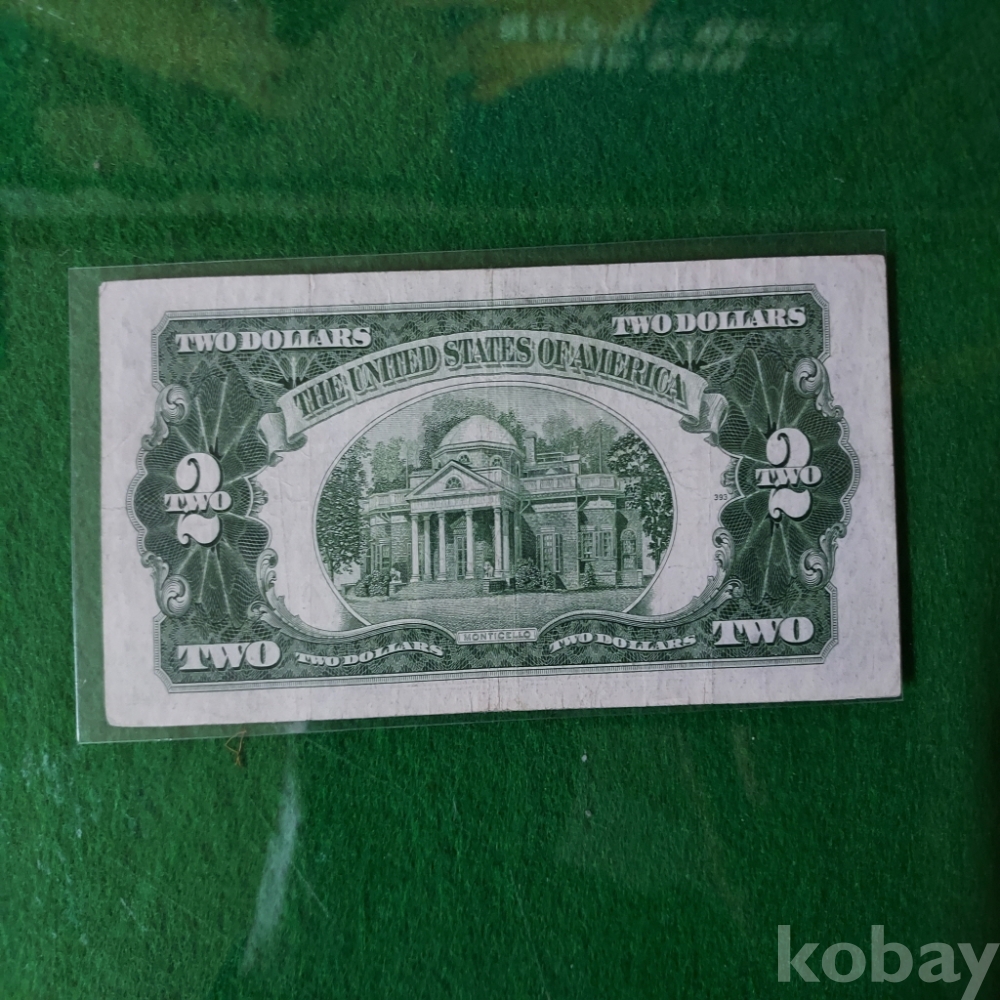 TWO DOLLARS
TWO DOLLARS
THE UNITED STATES OF AMERICA
2
TWO
2
TWO
393
MONTICELLO
TWO
TWO DOLLARS
TWO DOLLARS
TWO
kobay